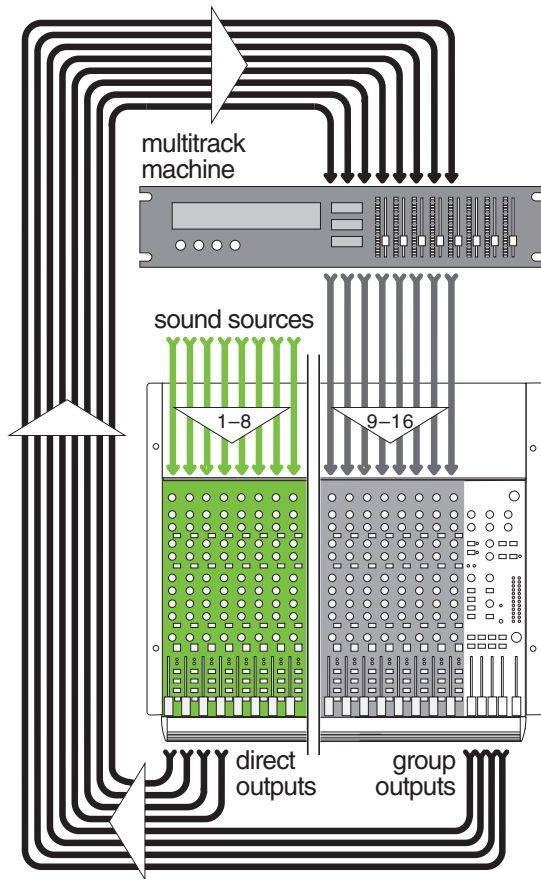 multitrack
machine
sound sources
1–8
9–16
direct
outputs
group
outputs